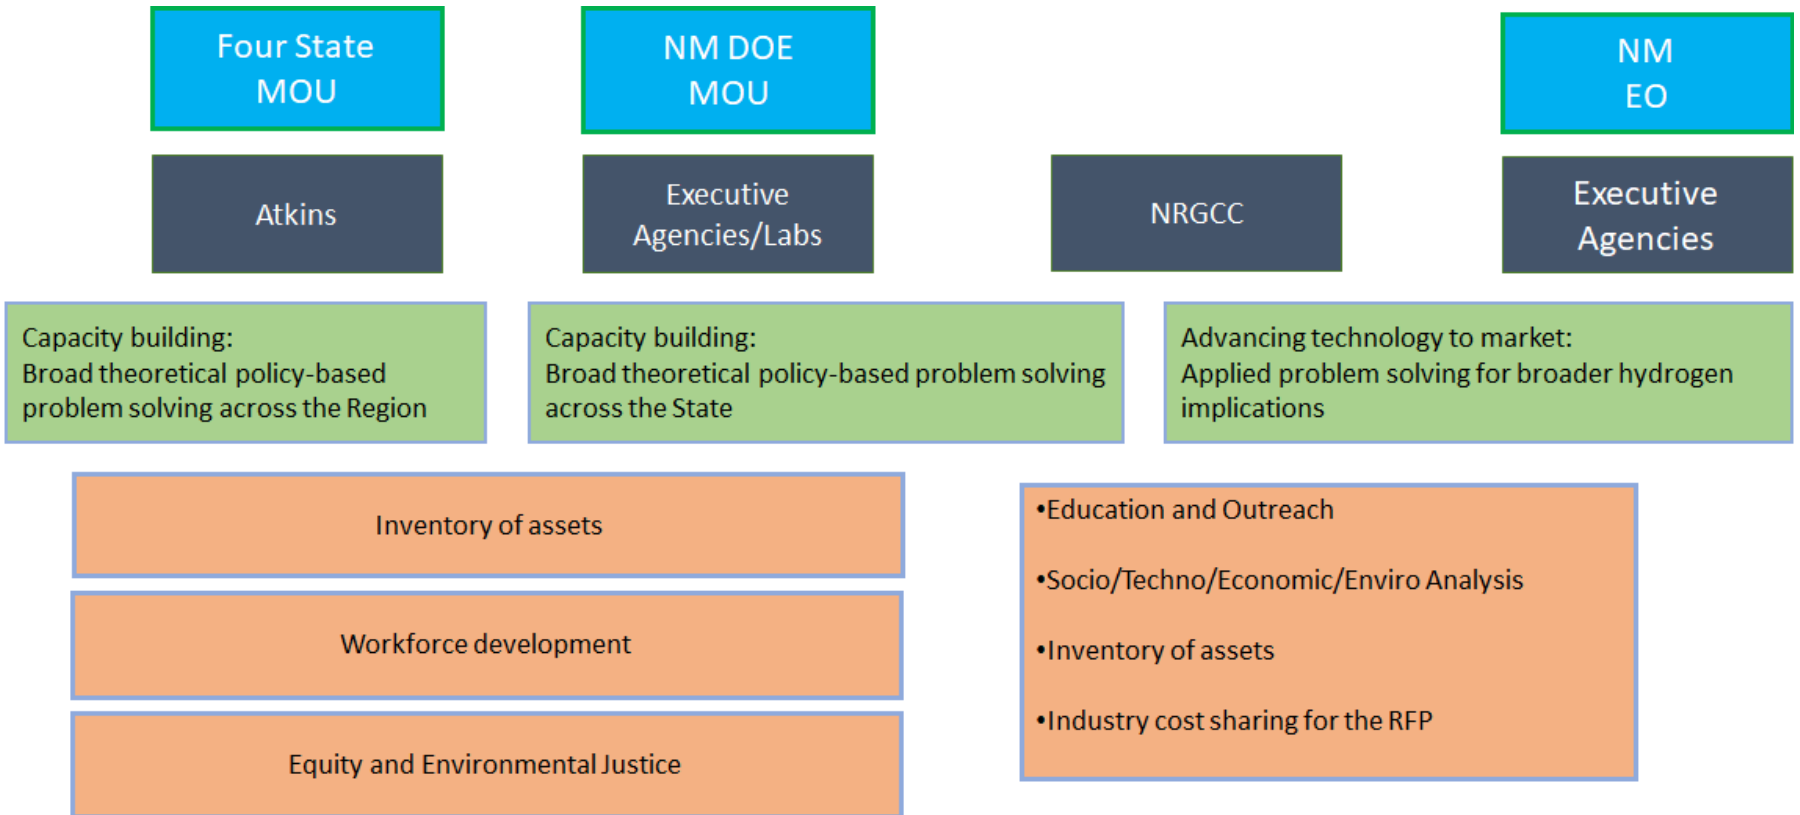 Four State
MOU
NM DOE
MOU
NM
EO
Atkins
Executive
Agencies/Labs
NRGCC
Executive
Agencies
Capacity building:
Broad theoretical policy-based
problem solving across the Region
Capacity building:
Broad theoretical policy-based problem solving
across the State
Advancing technology to market:
Applied problem solving for broader hydrogen
implications
Inventory of assets
Workforce development
Equity and Environmental Justice
•Education and Outreach
•Socio/Techno/Economic/Enviro Analysis
•Inventory of assets
•Industry cost sharing for the RFP